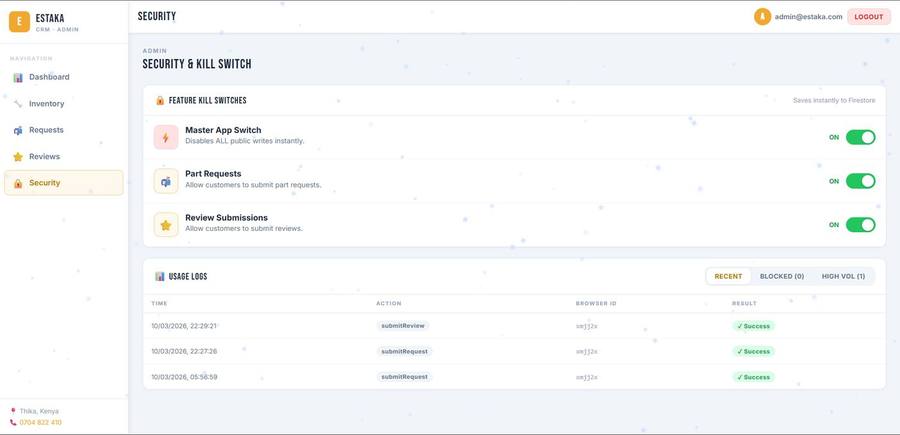 E
ESTAKA
CRM · ADMIN
NAVIGATION
Dashboard
Inventory
Requests
Reviews
Security
Thika, Kenya
0704 822 410
SECURITY
A
admin@estaka.com
LOGOUT
ADMIN
SECURITY & KILL SWITCH
FEATURE KILL SWITCHES
Saves instantly to Firestore
Master App Switch
Disables ALL public writes instantly.
ON
Part Requests
Allow customers to submit part requests.
ON
Review Submissions
Allow customers to submit reviews.
ON
USAGE LOGS
RECENT BLOCKED (0) HIGH VOL (1)
TIME ACTION BROWSER ID RESULT
10/03/2026, 22:29:21 submitReview xmjj2x ✓ Success
10/03/2026, 22:27:26 submitRequest xmjj2x ✓ Success
10/03/2026, 05:56:59 submitRequest xmjj2x ✓ Success